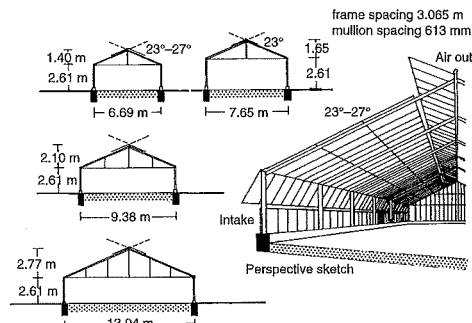 frame spacing 3.065 m
mullion spacing 613 mm
1.40 m
2.61 m
23°–27°
6.69 m
23°
1.65
2.61
7.65 m
Air out
23°–27°
2.10 m
2.61 m
9.38 m
Intake
Perspective sketch
2.77 m
2.61 m